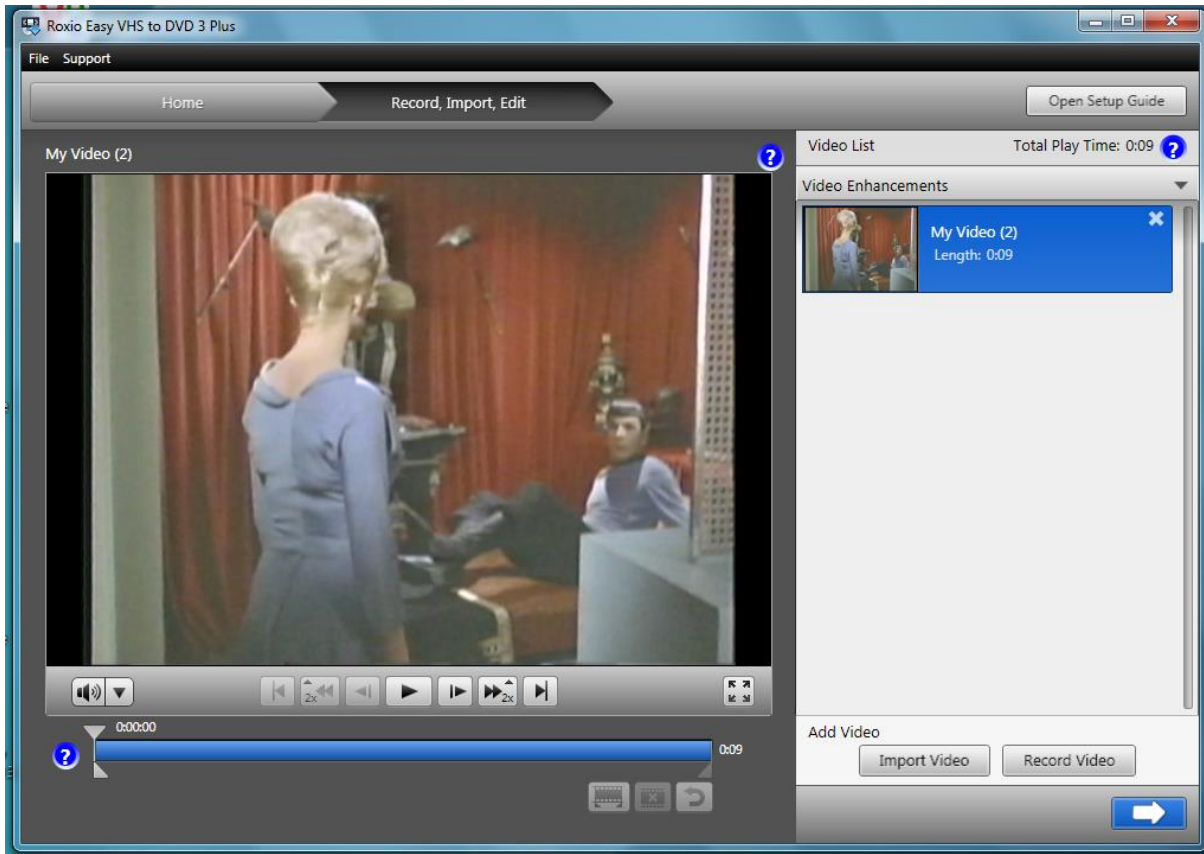 Roxio Easy VHS to DVD 3 Plus
File Support
Home
Record, Import, Edit
Open Setup Guide
My Video (2)
?
Video List
Total Play Time: 0:09
?
Video Enhancements
My Video (2)
Length: 0:09
2x
2x
0:00:00
?
0:09
Add Video
Import Video
Record Video